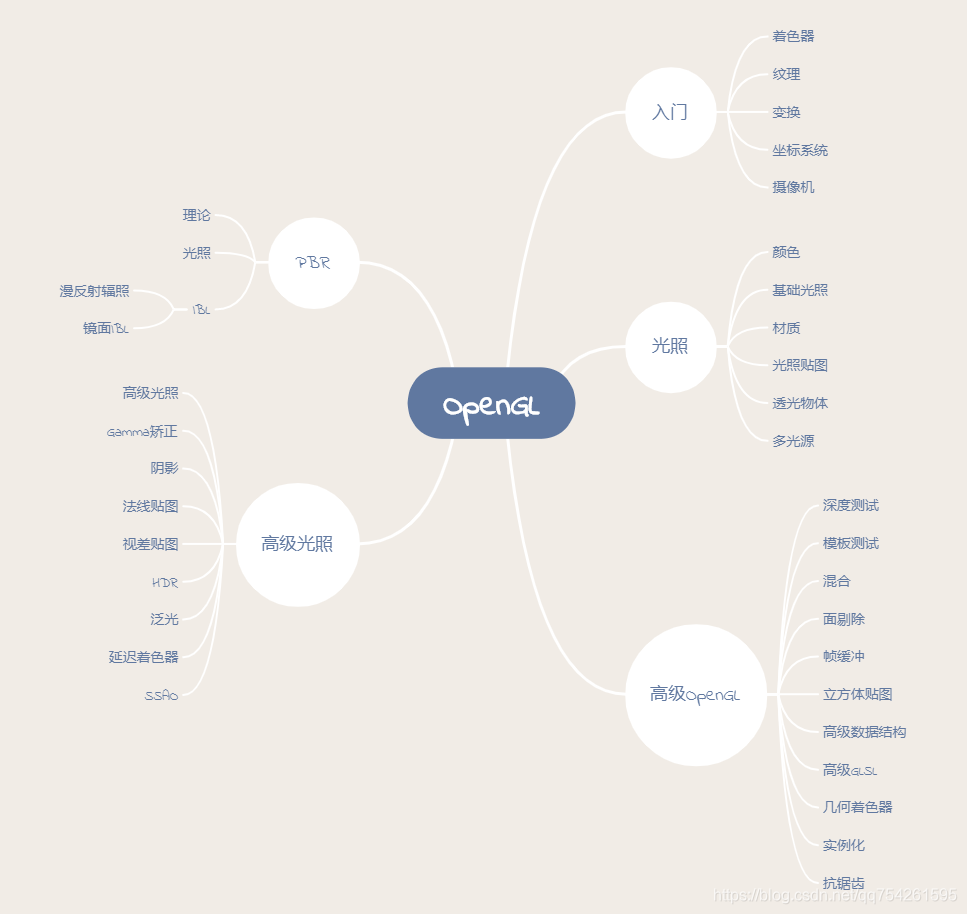 OpenGL
入门
着色器
纹理
变换
坐标系统
摄像机
光照
颜色
基础光照
材质
光照贴图
透光物体
多光源
高级OpenGL
深度测试
模板测试
混合
面剔除
帧缓冲
立方体贴图
高级数据结构
高级GLSL
几何着色器
实例化
抗锯齿
PBR
理论
光照
IBL
漫反射辐照
镜面IBL
高级光照
高级光照
Gamma矫正
阴影
法线贴图
视差贴图
HDR
泛光
延迟着色器
SSAO
https://blog.csdn.net/qq754261595